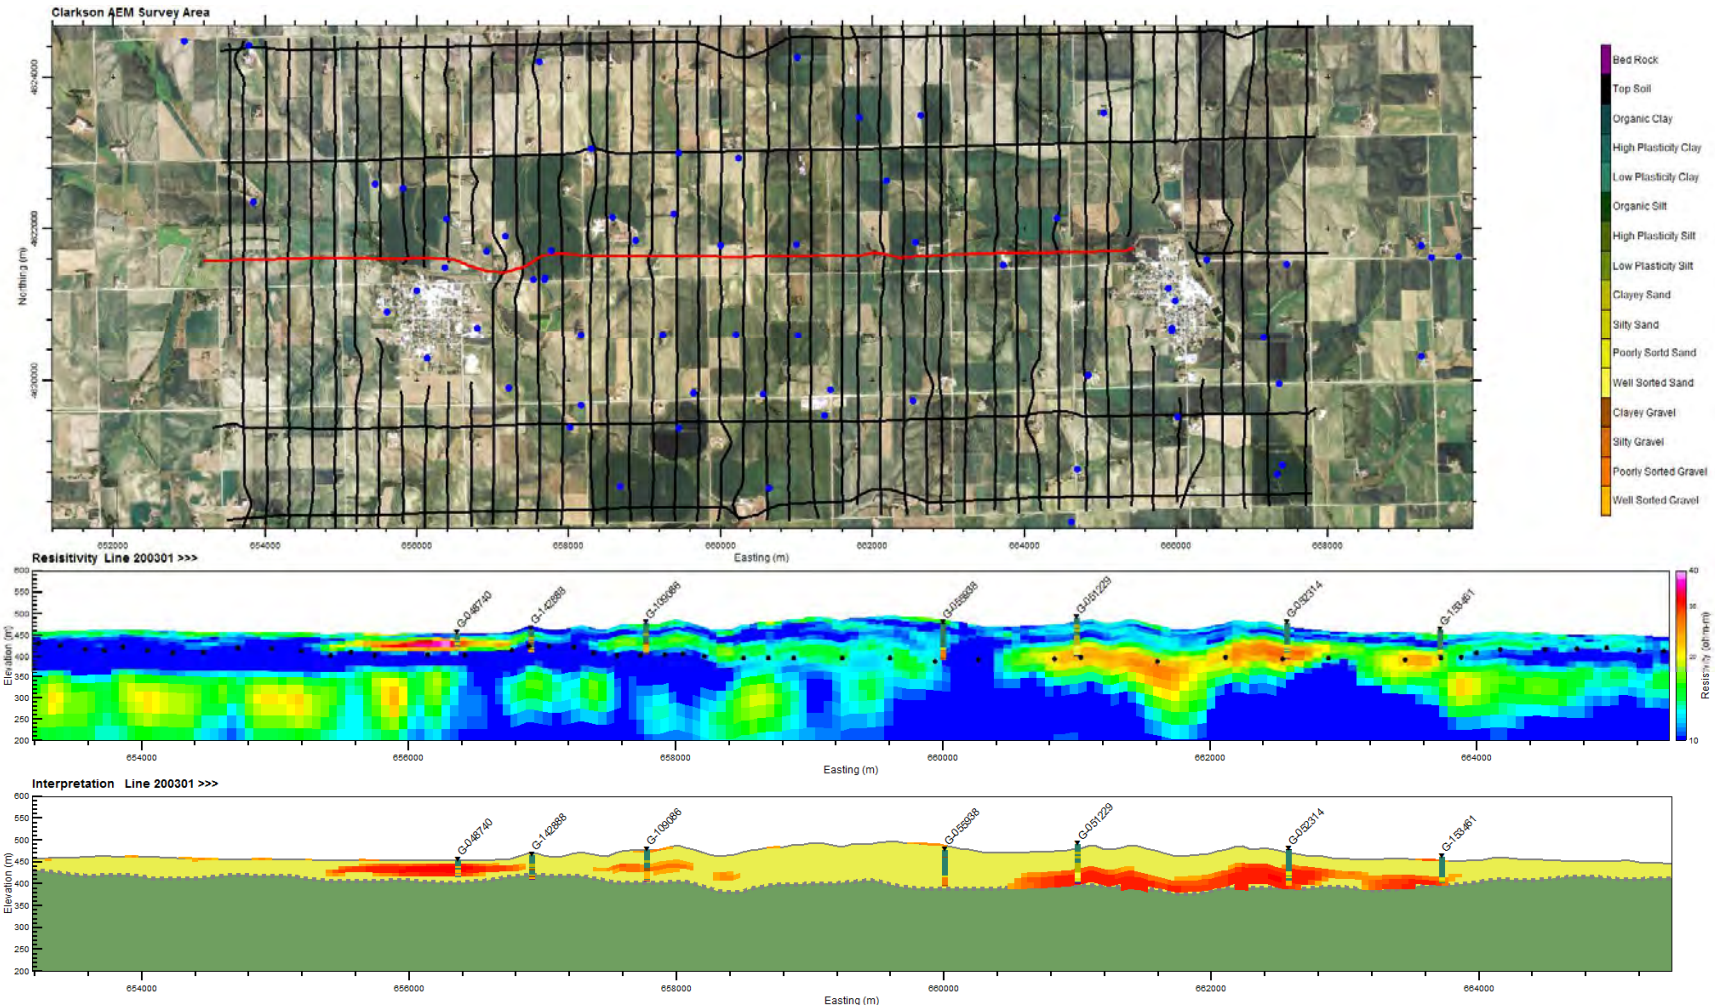 Clarkson AEM Survey Area
4624000
4622000
4620000
Northing (m)
652000 654000 656000 658000 660000 662000 664000 666000 668000
Easting (m)
Bed Rock
Top Soil
Organic Clay
High Plasticity Clay
Low Plasticity Clay
Organic Silt
High Plasticity Silt
Low Plasticity Silt
Clayey Sand
Silty Sand
Poorly Sortd Sand
Well Sorted Sand
Clayey Gravel
Silty Gravel
Poorly Sorted Gravel
Well Sorted Gravel
Resisitivity Line 200301 >>>
600
550
500
450
400
350
300
250
200
Elevation (m)
G-048740 G-142888 G-109086 G-055938 G-051229 G-052314 G-153461
654000 656000 658000 660000 662000 664000
Easting (m)
40
10
Resistivity (ohm-m)
Interpretation Line 200301 >>>
600
550
500
450
400
350
300
250
200
Elevation (m)
G-048740 G-142888 G-109086 G-055938 G-051229 G-052314 G-153461
654000 656000 658000 660000 662000 664000
Easting (m)